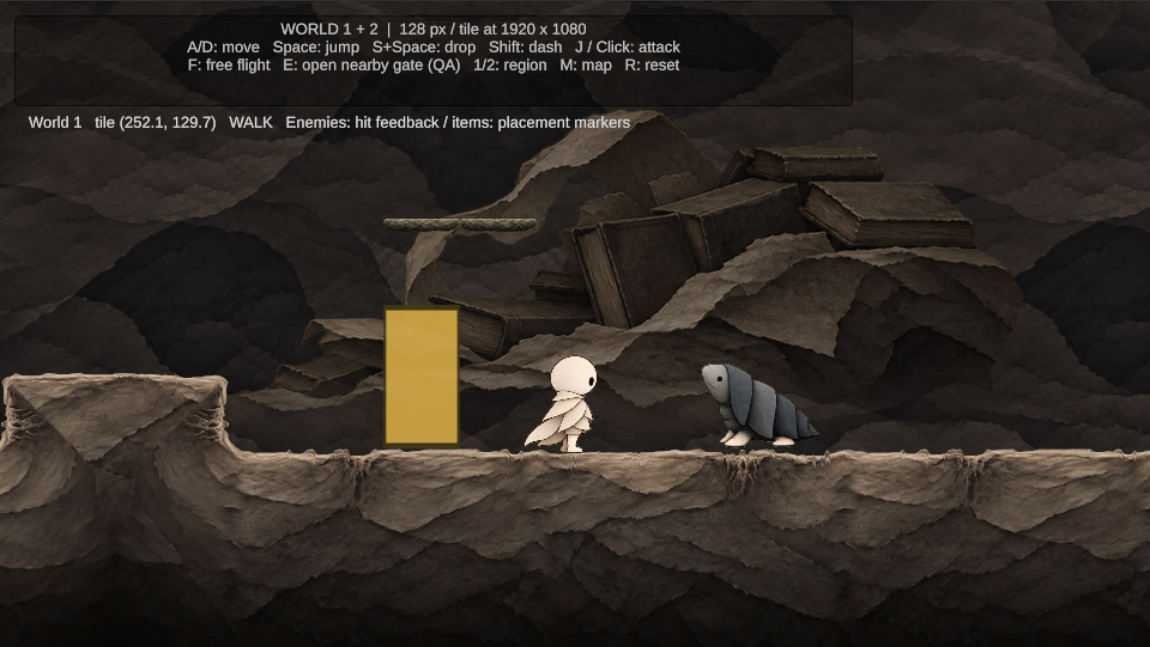 WORLD 1 + 2 | 128 px / tile at 1920 x 1080
A/D: move Space: jump S+Space: drop Shift: dash J / Click: attack
F: free flight E: open nearby gate (QA) 1/2: region M: map R: reset
World 1 tile (252.1, 129.7) WALK Enemies: hit feedback / items: placement markers